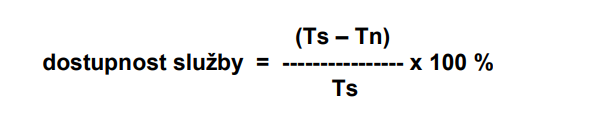 (Ts – Tn)
dostupnost služby = ---------------- x 100 %
Ts